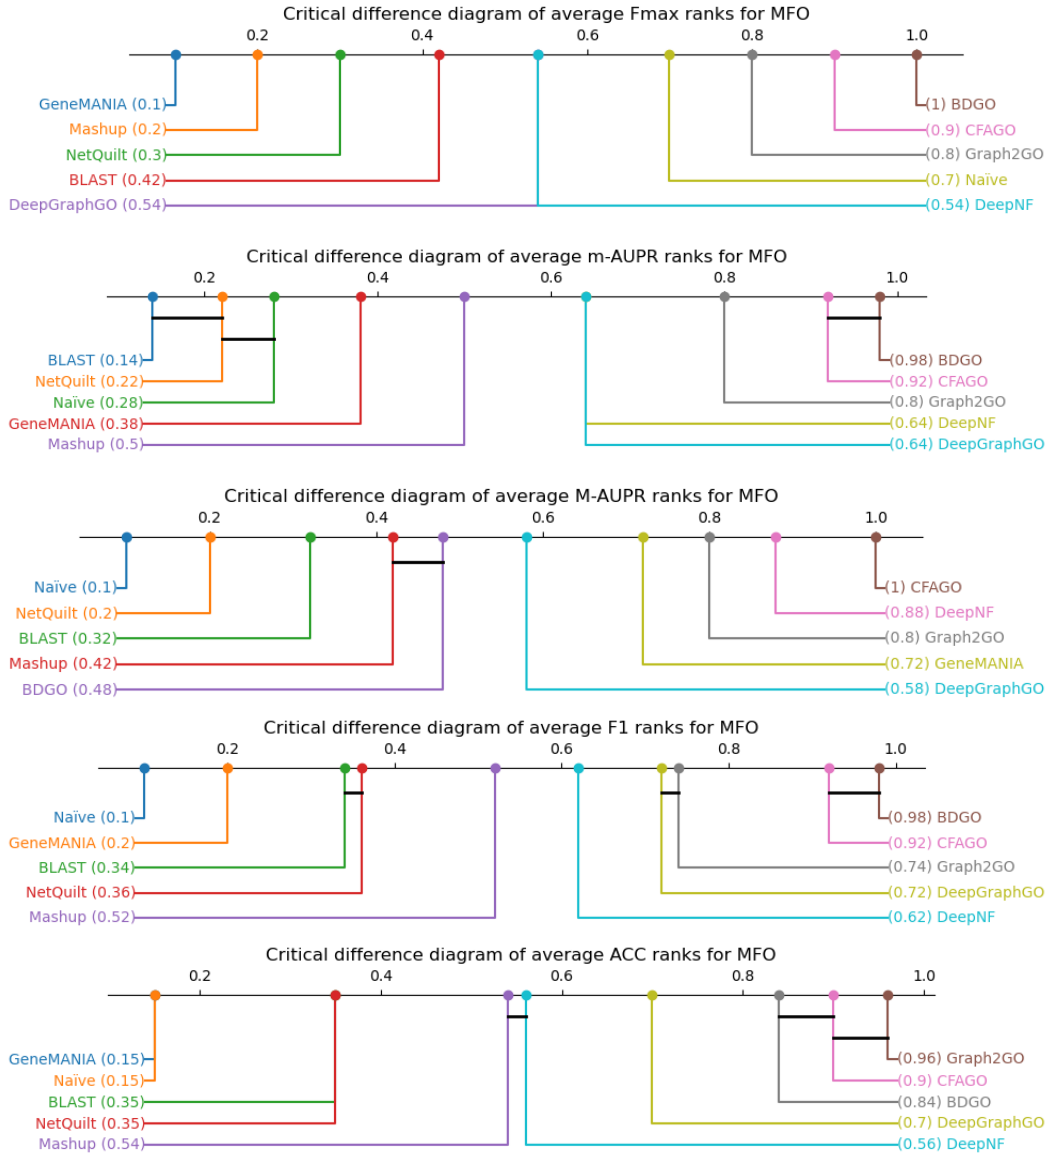 Critical difference diagram of average Fmax ranks for MFO
0.2 0.4 0.6 0.8 1.0
GeneMANIA (0.1) (1) BDGO
Mashup (0.2) (0.9) CFAGO
NetQuilt (0.3) (0.8) Graph2GO
BLAST (0.42) (0.7) Naïve
DeepGraphGO (0.54) (0.54) DeepNF
Critical difference diagram of average m-AUPR ranks for MFO
0.2 0.4 0.6 0.8 1.0
BLAST (0.14) (0.98) BDGO
NetQuilt (0.22) (0.92) CFAGO
Naïve (0.28) (0.8) Graph2GO
GeneMANIA (0.38) (0.64) DeepNF
Mashup (0.5) (0.64) DeepGraphGO
Critical difference diagram of average M-AUPR ranks for MFO
0.2 0.4 0.6 0.8 1.0
Naïve (0.1) (1) CFAGO
NetQuilt (0.2) (0.88) DeepNF
BLAST (0.32) (0.8) Graph2GO
Mashup (0.42) (0.72) GeneMANIA
BDGO (0.48) (0.58) DeepGraphGO
Critical difference diagram of average F1 ranks for MFO
0.2 0.4 0.6 0.8 1.0
Naïve (0.1) (0.98) BDGO
GeneMANIA (0.2) (0.92) CFAGO
BLAST (0.34) (0.74) Graph2GO
NetQuilt (0.36) (0.72) DeepGraphGO
Mashup (0.52) (0.62) DeepNF
Critical difference diagram of average ACC ranks for MFO
0.2 0.4 0.6 0.8 1.0
GeneMANIA (0.15) (0.96) Graph2GO
Naïve (0.15) (0.9) CFAGO
BLAST (0.35) (0.84) BDGO
NetQuilt (0.35) (0.7) DeepGraphGO
Mashup (0.54) (0.56) DeepNF